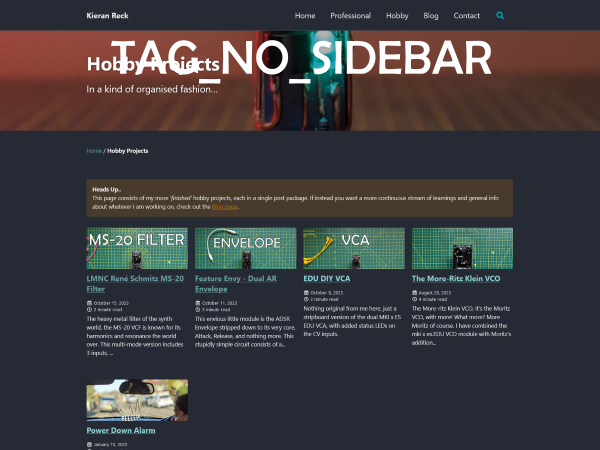 Kieran Reck Home Professional Hobby Blog Contact
TAG_NO_SIDEBAR
Hobby Projects
In a kind of organised fashion...
Home / Hobby Projects
Heads Up..
This page consists of my more 'finished' hobby projects, each in a single post package. If instead you want a more continuous stream of learnings and general info
about whatever I am working on, check out the Blog page.
MS-20 FILTER
LMNC René Schmitz MS-20
Filter
October 15, 2023
2 minute read
The heavy metal filter of the synth
world, the MS-20 VCF is known for its
harmonics and resonance the world
over. This multi-mode version includes
3 inputs, ...
ENVELOPE
Feature Envy - Dual AR
Envelope
October 11, 2023
3 minute read
This envious little module is the ADSR
Envelope stripped down to its very core,
Attack, Release, and nothing more. This
stupidly simple circuit consists of a...
VCA
EDU DIY VCA
October 6, 2023
2 minute read
Nothing original from me here, just a
stripboard version of the dual MKI x ES
EDU VCA, with added status LEDs on
the CV inputs.
The More-Ritz Klein VCO
August 28, 2023
4 minute read
The More-ritz Klein VCO, it's the Moritz
VCO, with more! What more? More
Moritz of course. I have combined the
mki x es.EDU VCO module with Moritz's
addition...
Power Down Alarm
January 15, 2022